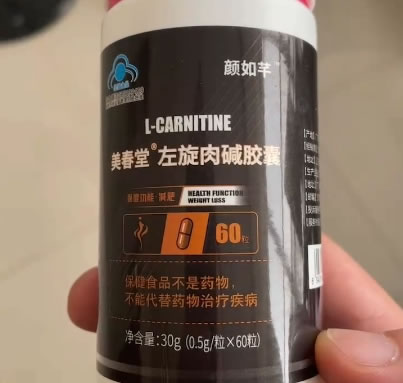 颜如芊
L-CARNITINE
美春堂®左旋肉碱胶囊
保健功能·减肥
HEALTH FUNCTION
WEIGHT LOSS
60粒
保健食品不是药物，
不能代替药物治疗疾病
净含量:30g (0.5g/粒×60粒)